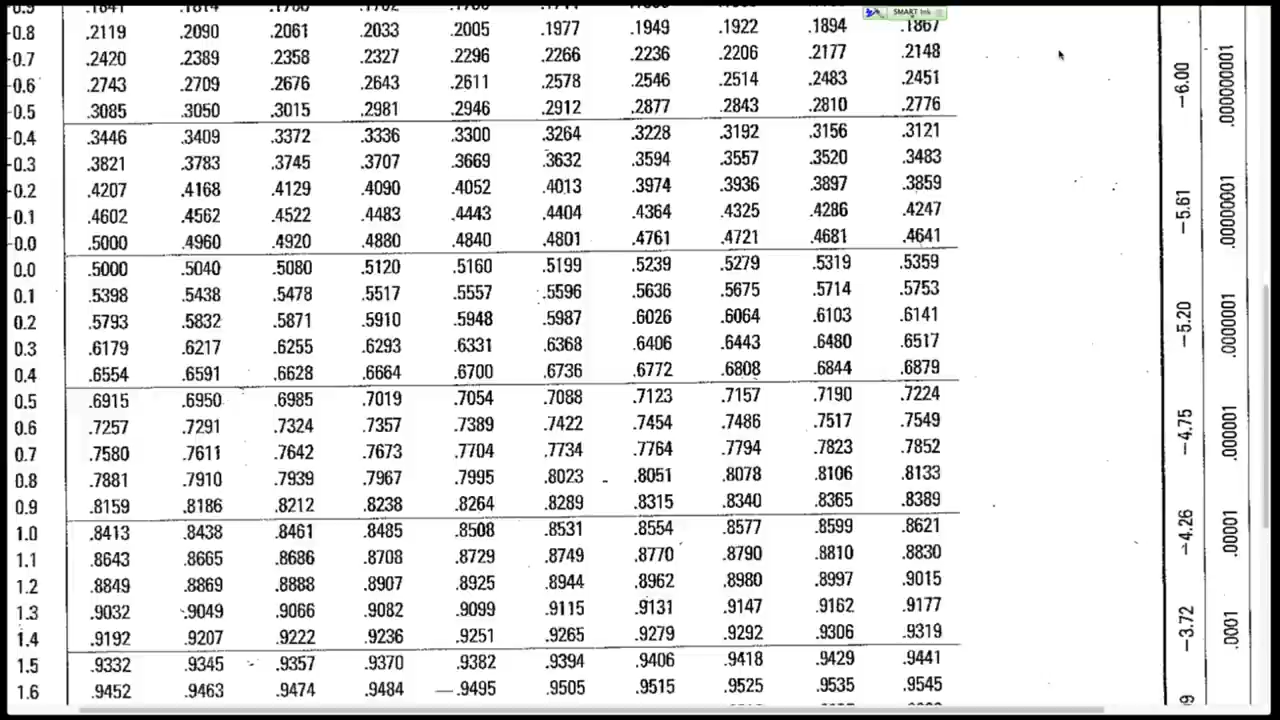 SMART Ink
-0.8 .2119 .2090 .2061 .2033 .2005 .1977 .1949 .1922 .1894 .1867
-0.7 .2420 .2389 .2358 .2327 .2296 .2266 .2236 .2206 .2177 .2148
-0.6 .2743 .2709 .2676 .2643 .2611 .2578 .2546 .2514 .2483 .2451
-0.5 .3085 .3050 .3015 .2981 .2946 .2912 .2877 .2843 .2810 .2776
-0.4 .3446 .3409 .3372 .3336 .3300 .3264 .3228 .3192 .3156 .3121
-0.3 .3821 .3783 .3745 .3707 .3669 .3632 .3594 .3557 .3520 .3483
-0.2 .4207 .4168 .4129 .4090 .4052 .4013 .3974 .3936 .3897 .3859
-0.1 .4602 .4562 .4522 .4483 .4443 .4404 .4364 .4325 .4286 .4247
-0.0 .5000 .4960 .4920 .4880 .4840 .4801 .4761 .4721 .4681 .4641
0.0 .5000 .5040 .5080 .5120 .5160 .5199 .5239 .5279 .5319 .5359
0.1 .5398 .5438 .5478 .5517 .5557 .5596 .5636 .5675 .5714 .5753
0.2 .5793 .5832 .5871 .5910 .5948 .5987 .6026 .6064 .6103 .6141
0.3 .6179 .6217 .6255 .6293 .6331 .6368 .6406 .6443 .6480 .6517
0.4 .6554 .6591 .6628 .6664 .6700 .6736 .6772 .6808 .6844 .6879
0.5 .6915 .6950 .6985 .7019 .7054 .7088 .7123 .7157 .7190 .7224
0.6 .7257 .7291 .7324 .7357 .7389 .7422 .7454 .7486 .7517 .7549
0.7 .7580 .7611 .7642 .7673 .7704 .7734 .7764 .7794 .7823 .7852
0.8 .7881 .7910 .7939 .7967 .7995 .8023 .8051 .8078 .8106 .8133
0.9 .8159 .8186 .8212 .8238 .8264 .8289 .8315 .8340 .8365 .8389
1.0 .8413 .8438 .8461 .8485 .8508 .8531 .8554 .8577 .8599 .8621
1.1 .8643 .8665 .8686 .8708 .8729 .8749 .8770 .8790 .8810 .8830
1.2 .8849 .8869 .8888 .8907 .8925 .8944 .8962 .8980 .8997 .9015
1.3 .9032 .9049 .9066 .9082 .9099 .9115 .9131 .9147 .9162 .9177
1.4 .9192 .9207 .9222 .9236 .9251 .9265 .9279 .9292 .9306 .9319
1.5 .9332 .9345 .9357 .9370 .9382 .9394 .9406 .9418 .9429 .9441
1.6 .9452 .9463 .9474 .9484 .9495 .9505 .9515 .9525 .9535 .9545
-3.72 -4.26 -4.75 -5.20 -5.61 -6.00
.0001 .00001 .000001 .0000001 .00000001 .000000001